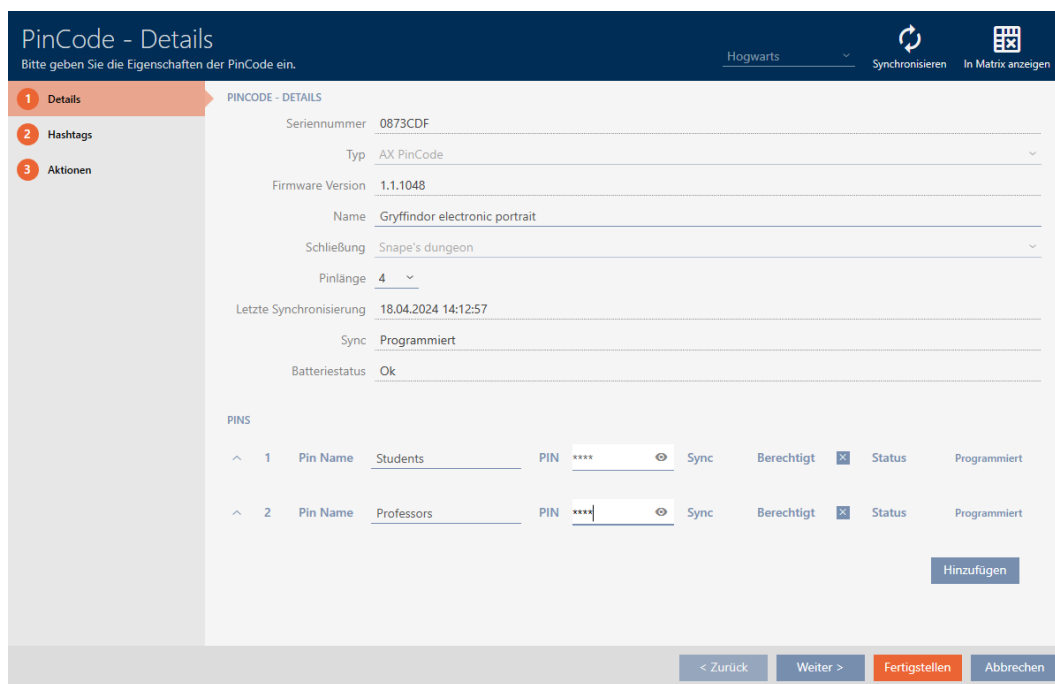 PinCode - Details
Bitte geben Sie die Eigenschaften der PinCode ein.
Hogwarts
Synchronisieren
In Matrix anzeigen
1 Details
2 Hashtags
3 Aktionen
PINCODE - DETAILS
Seriennummer 0873CDF
Typ AX PinCode
Firmware Version 1.1.1048
Name Gryffindor electronic portrait
Schließung Snape's dungeon
Pinlänge 4
Letzte Synchronisierung 18.04.2024 14:12:57
Sync Programmiert
Batteriestatus Ok
PINS
1 Pin Name Students PIN **** Sync Berechtigt Status Programmiert
2 Pin Name Professors PIN **** Sync Berechtigt Status Programmiert
Hinzufügen
< Zurück Weiter > Fertigstellen Abbrechen